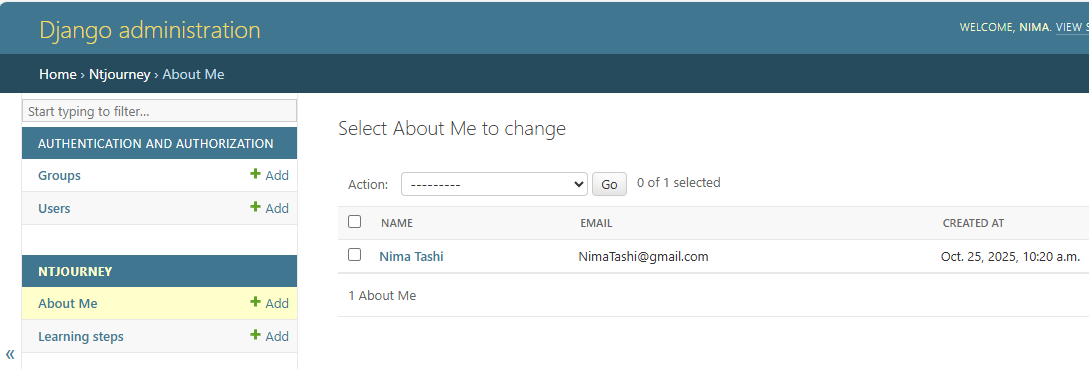 Django administration
WELCOME, NIMA. VIEW S
Home › Ntjourney › About Me
Start typing to filter...
AUTHENTICATION AND AUTHORIZATION
Groups + Add
Users + Add
NTJOURNEY
About Me + Add
Learning steps + Add
«
Select About Me to change
Action: --------- Go 0 of 1 selected
NAME EMAIL CREATED AT
Nima Tashi NimaTashi@gmail.com Oct. 25, 2025, 10:20 a.m.
1 About Me